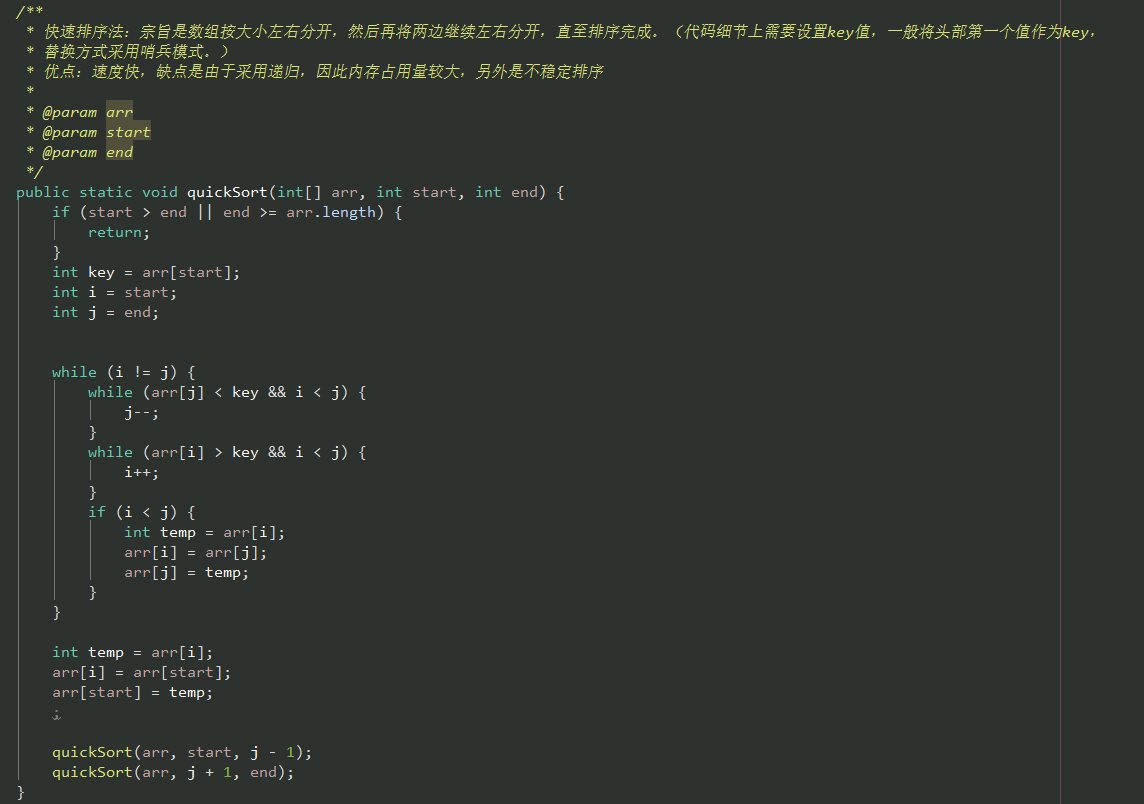 /**
* 快速排序法：宗旨是数组按大小左右分开，然后再将两边继续左右分开，直至排序完成。（代码细节上需要设置key值，一般将头部第一个值作为key，
* 替换方式采用哨兵模式。）
* 优点：速度快，缺点是由于采用递归，因此内存占用量较大，另外是不稳定排序
*
* @param arr
* @param start
* @param end
*/
public static void quickSort(int[] arr, int start, int end) {
if (start > end || end >= arr.length) {
return;
}
int key = arr[start];
int i = start;
int j = end;
while (i != j) {
while (arr[j] < key && i < j) {
j--;
}
while (arr[i] > key && i < j) {
i++;
}
if (i < j) {
int temp = arr[i];
arr[i] = arr[j];
arr[j] = temp;
}
}
int temp = arr[i];
arr[i] = arr[start];
arr[start] = temp;
;
quickSort(arr, start, j - 1);
quickSort(arr, j + 1, end);
}